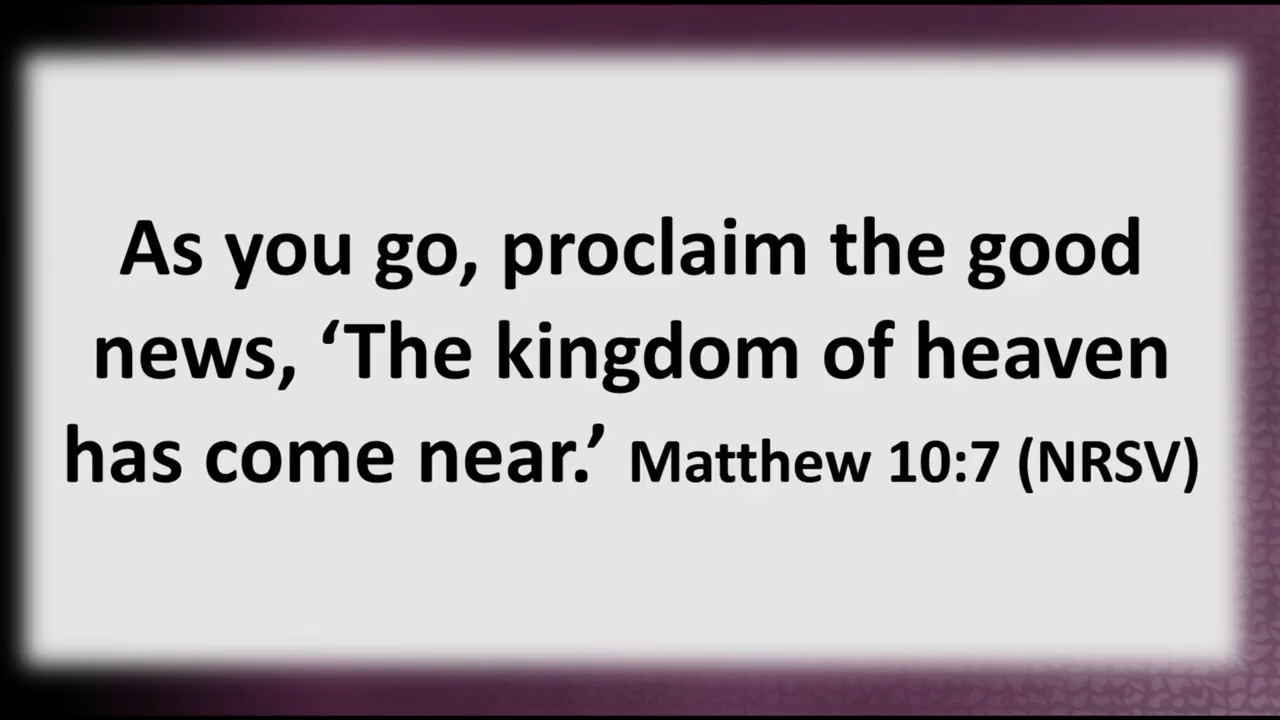 As you go, proclaim the good
news, ‘The kingdom of heaven
has come near.’ Matthew 10:7 (NRSV)